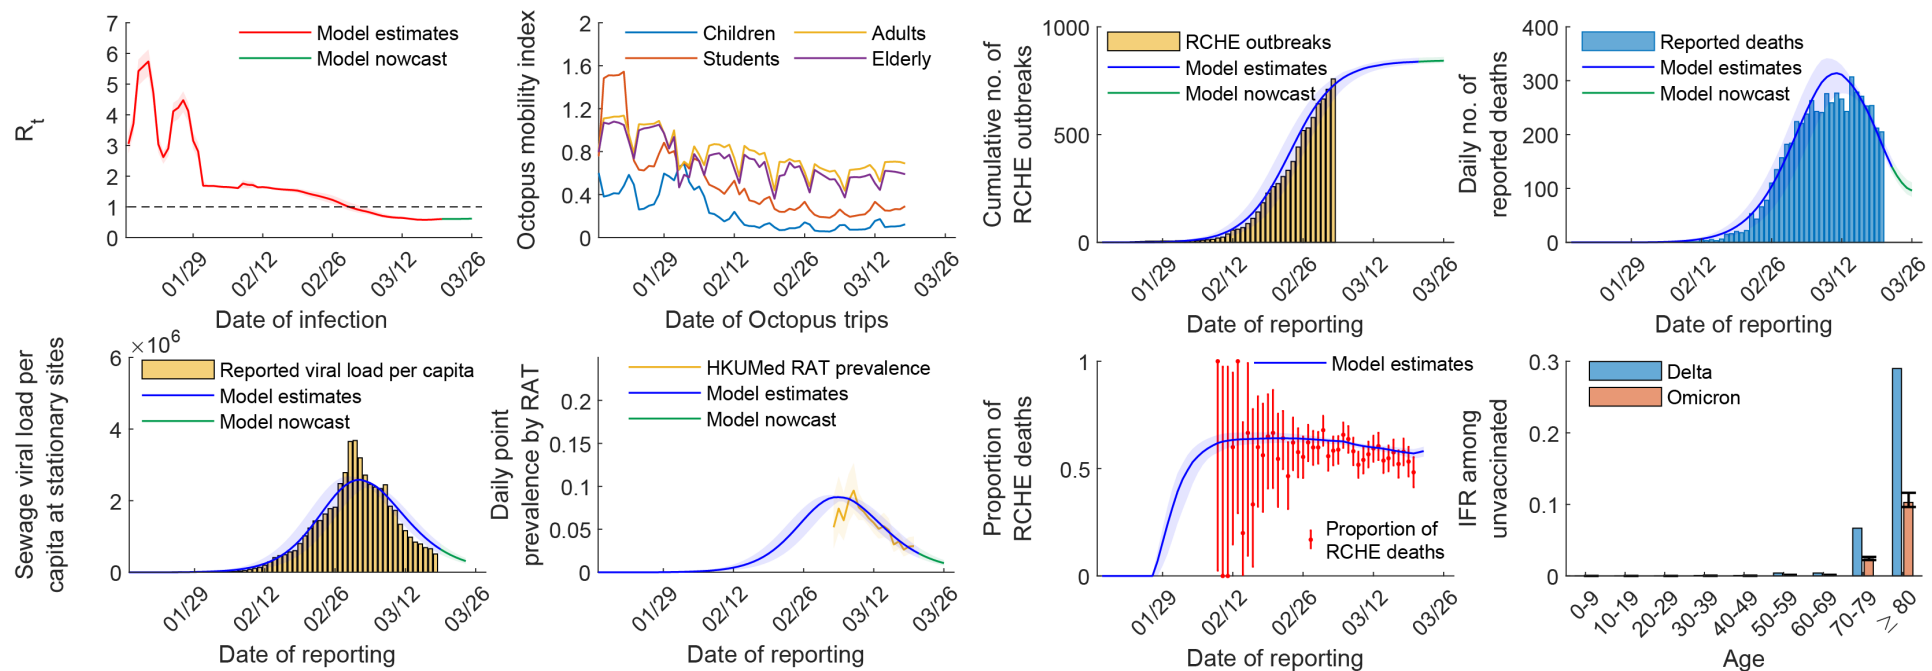 R_t
7
6
5
4
3
2
1
0
Model estimates
Model nowcast
01/29
02/12
02/26
03/12
03/26
Date of infection
Octopus mobility index
2
1.6
1.2
0.8
0.4
0
Children
Students
Adults
Elderly
01/29
02/12
02/26
03/12
03/26
Date of Octopus trips
Cumulative no. of
RCHE outbreaks
1000
500
0
RCHE outbreaks
Model estimates
Model nowcast
01/29
02/12
02/26
03/12
03/26
Date of reporting
Daily no. of
reported deaths
400
300
200
100
0
Reported deaths
Model estimates
Model nowcast
01/29
02/12
02/26
03/12
03/26
Date of reporting
Sewage viral load per
capita at stationary sites
×10^6
6
4
2
0
Reported viral load per capita
Model estimates
Model nowcast
01/29
02/12
02/26
03/12
03/26
Date of reporting
Daily point
prevalence by RAT
0.2
0.15
0.1
0.05
0
HKUMed RAT prevalence
Model estimates
Model nowcast
01/29
02/12
02/26
03/12
03/26
Date of reporting
Proportion of
RCHE deaths
1
0.5
0
Model estimates
Proportion of
RCHE deaths
01/29
02/12
02/26
03/12
03/26
Date of reporting
IFR among
unvaccinated
0.3
0.2
0.1
0
Delta
Omicron
0-9
10-19
20-29
30-39
40-49
50-59
60-69
70-79
≥ 80
Age